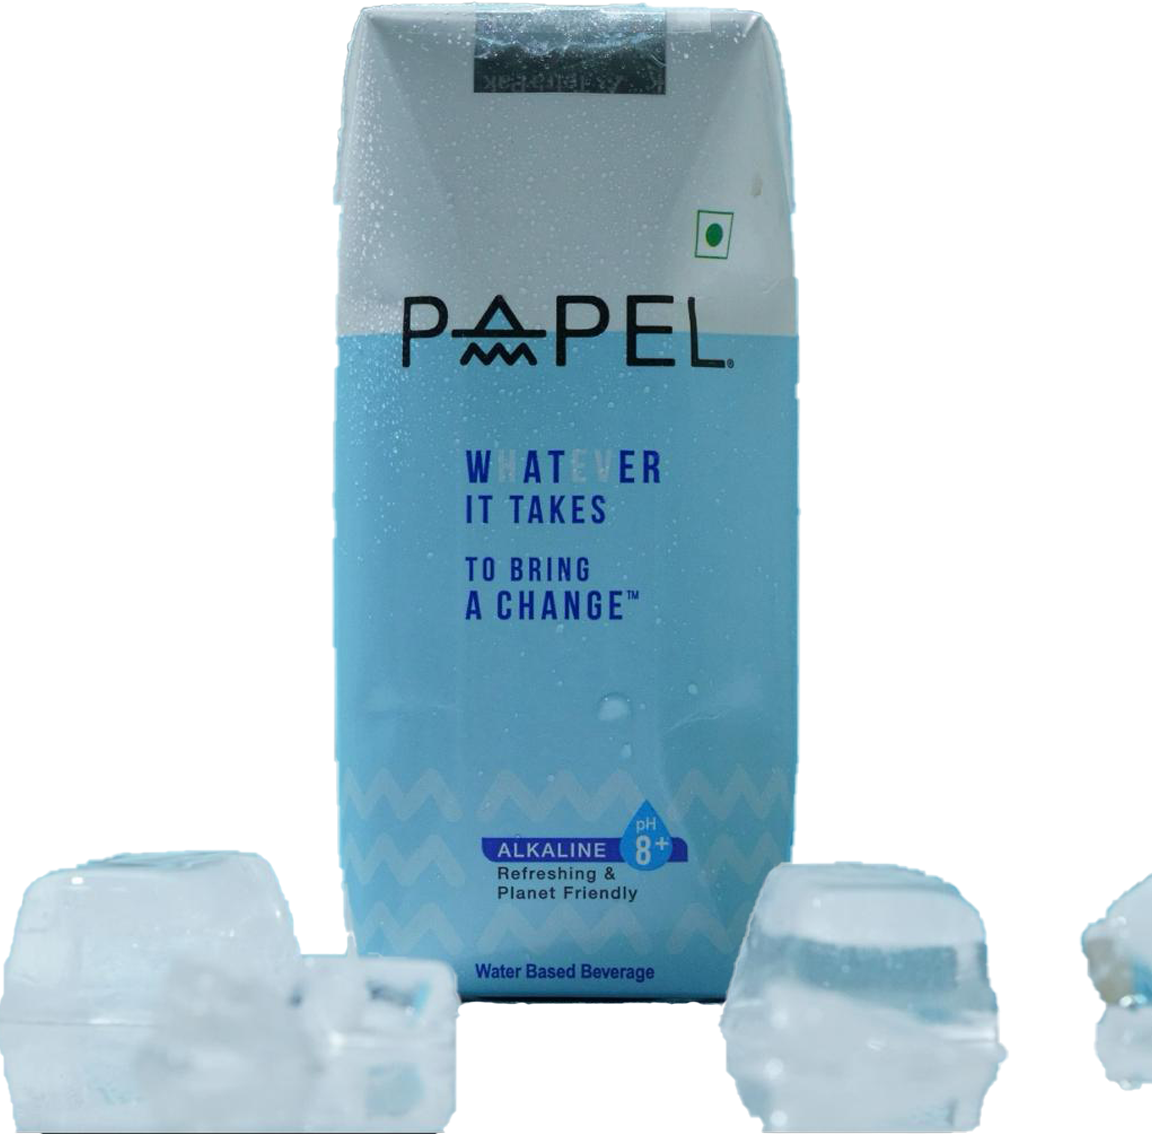 PAPEL®
WHATEVER
IT TAKES
TO BRING
A CHANGE™
pH
ALKALINE 8+
Refreshing &
Planet Friendly
Water Based Beverage